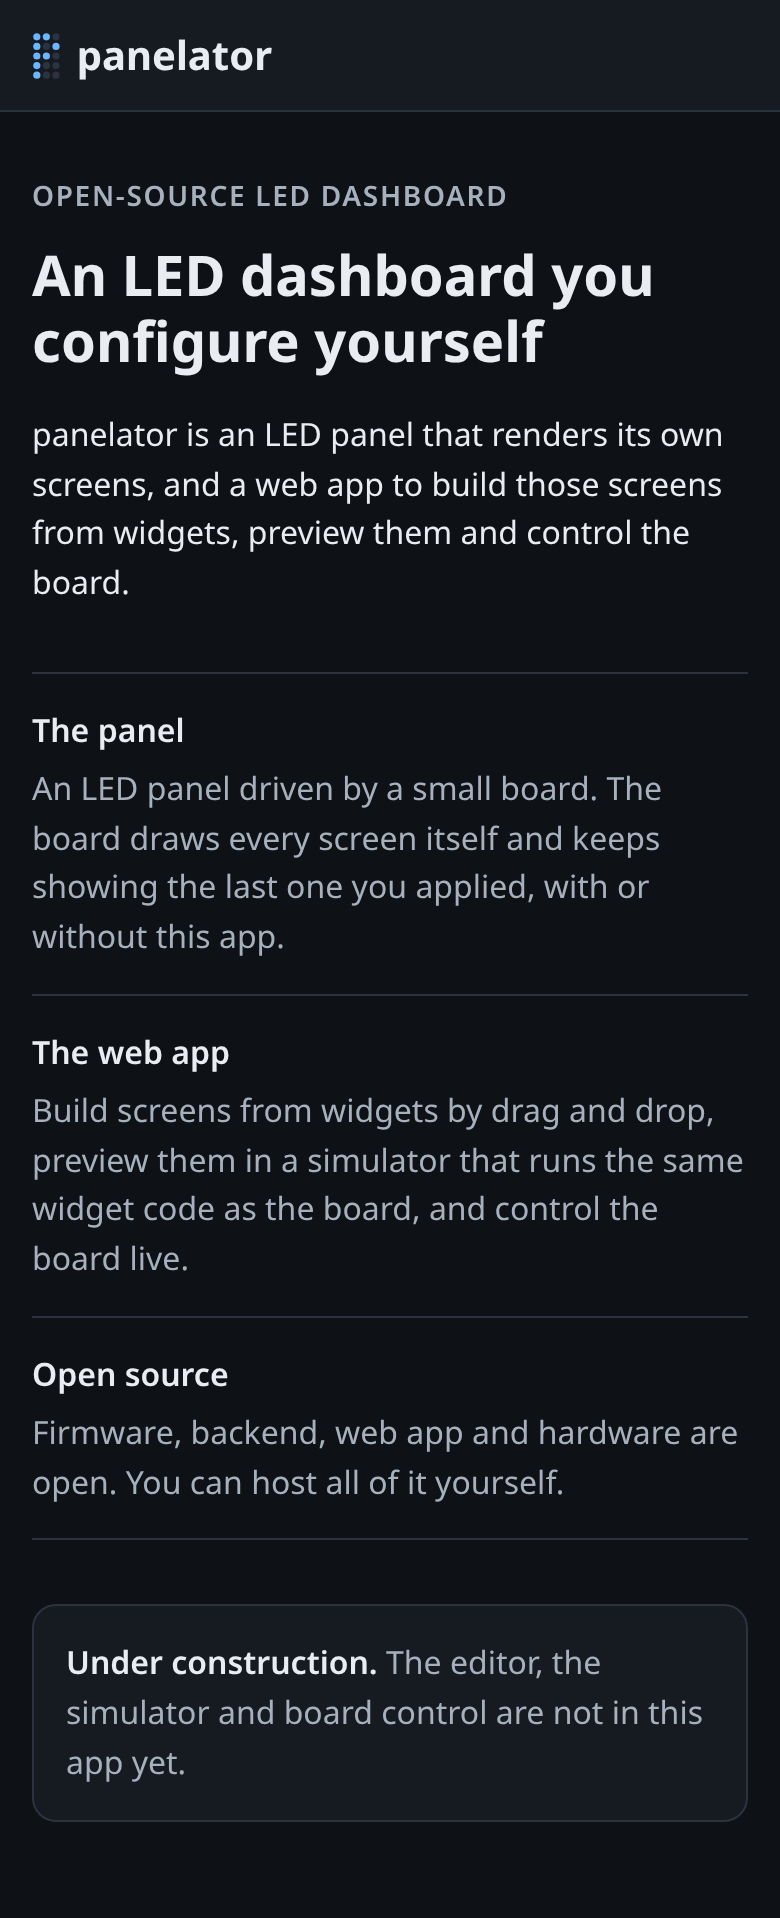 panelator
OPEN-SOURCE LED DASHBOARD
An LED dashboard you
configure yourself
panelator is an LED panel that renders its own
screens, and a web app to build those screens
from widgets, preview them and control the
board.
The panel
An LED panel driven by a small board. The
board draws every screen itself and keeps
showing the last one you applied, with or
without this app.
The web app
Build screens from widgets by drag and drop,
preview them in a simulator that runs the same
widget code as the board, and control the
board live.
Open source
Firmware, backend, web app and hardware are
open. You can host all of it yourself.
Under construction. The editor, the
simulator and board control are not in this
app yet.